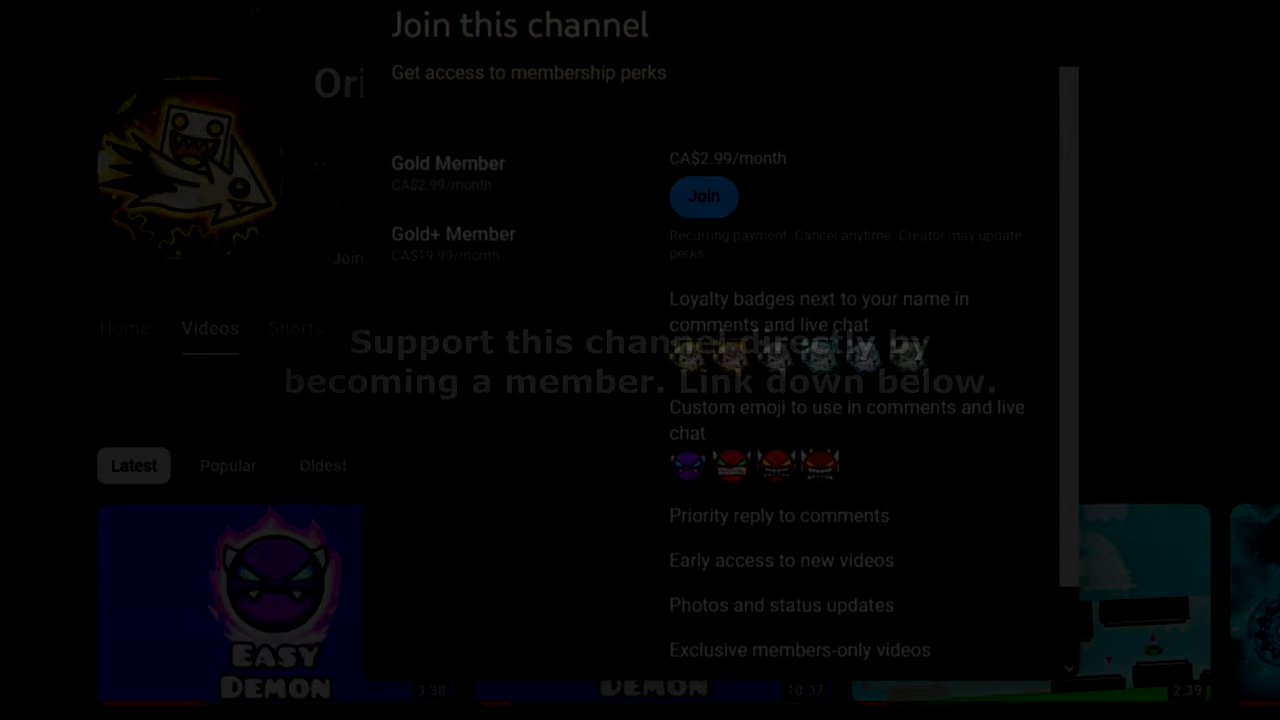 Join this channel
Get access to membership perks
Ori
Gold Member
CA$2.99/month
Gold+ Member
CA$19.99/month
CA$2.99/month
Join
Recurring payment. Cancel anytime. Creator may update
perks.
Join
Loyalty badges next to your name in
comments and live chat
Home Videos Shorts
Support this channel directly by
becoming a member. Link down below.
Custom emoji to use in comments and live
chat
Latest Popular Oldest
Priority reply to comments
Early access to new videos
Photos and status updates
Exclusive members-only videos
EASY
DEMON
3:38
DEMON
10:37
2:39